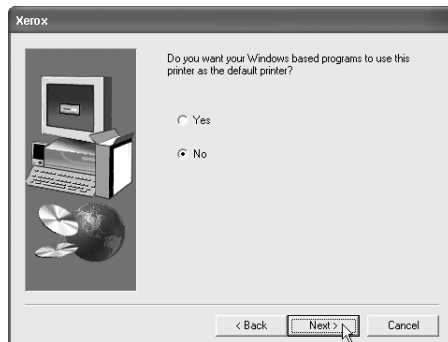 Xerox
Do you want your Windows based programs to use this
printer as the default printer?
Yes
No
< Back
Next >
Cancel